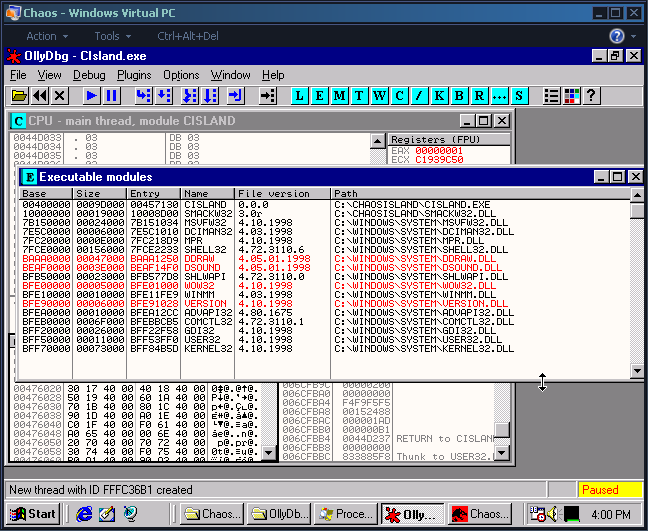 Chaos - Windows Virtual PC
Action Tools Ctrl+Alt+Del
OllyDbg - CIsland.exe
File View Debug Plugins Options Window Help
L E M T W C / K B R ... S ?
C CPU - main thread, module CISLAND
0044D033 . 03 DB 03
0044D034 . 03 DB 03
0044D035 . 03 DB 03
Registers (FPU)
EAX 00000001
ECX C1939C50
E Executable modules
Base Size Entry Name File version Path
00400000 0009D000 00457130 CISLAND 0.0.0 C:\CHAOSISLAND\CISLAND.EXE
10000000 00019000 10008D00 SMACKW32 3.0r C:\CHAOSISLAND\SMACKW32.DLL
7B150000 00024000 7B151034 MSVFW32 4.10.1998 C:\WINDOWS\SYSTEM\MSVFW32.DLL
7E5C0000 00006000 7E5C1010 DCIMAN32 4.03.1998 C:\WINDOWS\SYSTEM\DCIMAN32.DLL
7FC20000 0000E000 7FC218D9 MPR 4.10.1998 C:\WINDOWS\SYSTEM\MPR.DLL
7FCE0000 00156000 7FCE2233 SHELL32 4.72.3110.6 C:\WINDOWS\SYSTEM\SHELL32.DLL
BAAA0000 00047000 BAAA1250 DDRAW 4.05.01.1998 C:\WINDOWS\SYSTEM\DDRAW.DLL
BEAF0000 0003E000 BEAF14F0 DSOUND 4.05.01.1998 C:\WINDOWS\SYSTEM\DSOUND.DLL
BFB50000 00023000 BFB577D8 SHLWAPI 4.72.3110.0 C:\WINDOWS\SYSTEM\SHLWAPI.DLL
BFE00000 00005000 BFE01000 WOW32 4.10.1998 C:\WINDOWS\SYSTEM\WOW32.DLL
BFE10000 00010000 BFE11FE9 WINMM 4.03.1998 C:\WINDOWS\SYSTEM\WINMM.DLL
BFE90000 00006000 BFE91028 VERSION 4.10.1998 C:\WINDOWS\SYSTEM\VERSION.DLL
BFEA0000 00010000 BFEA12CC ADVAPI32 4.80.1675 C:\WINDOWS\SYSTEM\ADVAPI32.DLL
BFEB0000 0006F000 BFEBBCB5 COMCTL32 4.72.3110.1 C:\WINDOWS\SYSTEM\COMCTL32.DLL
BFF20000 00026000 BFF22F58 GDI32 4.10.1998 C:\WINDOWS\SYSTEM\GDI32.DLL
BFF50000 00011000 BFF53FF0 USER32 4.10.1998 C:\WINDOWS\SYSTEM\USER32.DLL
BFF70000 00073000 BFF84B5D KERNEL32 4.10.1998 C:\WINDOWS\SYSTEM\KERNEL32.DLL
00476020 30 17 40 00 40 18 40 00
00476028 50 19 40 00 60 1A 40 00
00476030 70 1B 40 00 80 1C 40 00
00476038 90 1D 40 00 A0 1E 40 00
00476040 C0 1F 40 00 F0 61 40 00
00476048 A0 65 40 00 60 6E 40 00
00476050 20 70 40 00 70 72 40 00
00476058 30 74 40 00 F0 75 40 00
006CFB9C 00000200
006CFBA0 00000000
006CFBA4 F4F9F5F5
006CFBA8 00152488
006CFBAC 000001AD
006CFBB0 000000B1
006CFBB4 0044D237 RETURN to CISLAN
006CFBB8 838885F8 Thunk to USER32.
New thread with ID FFFC36B1 created
Paused
Start Chaos... OllyDb... Proce... Olly... Chaos... 4:00 PM